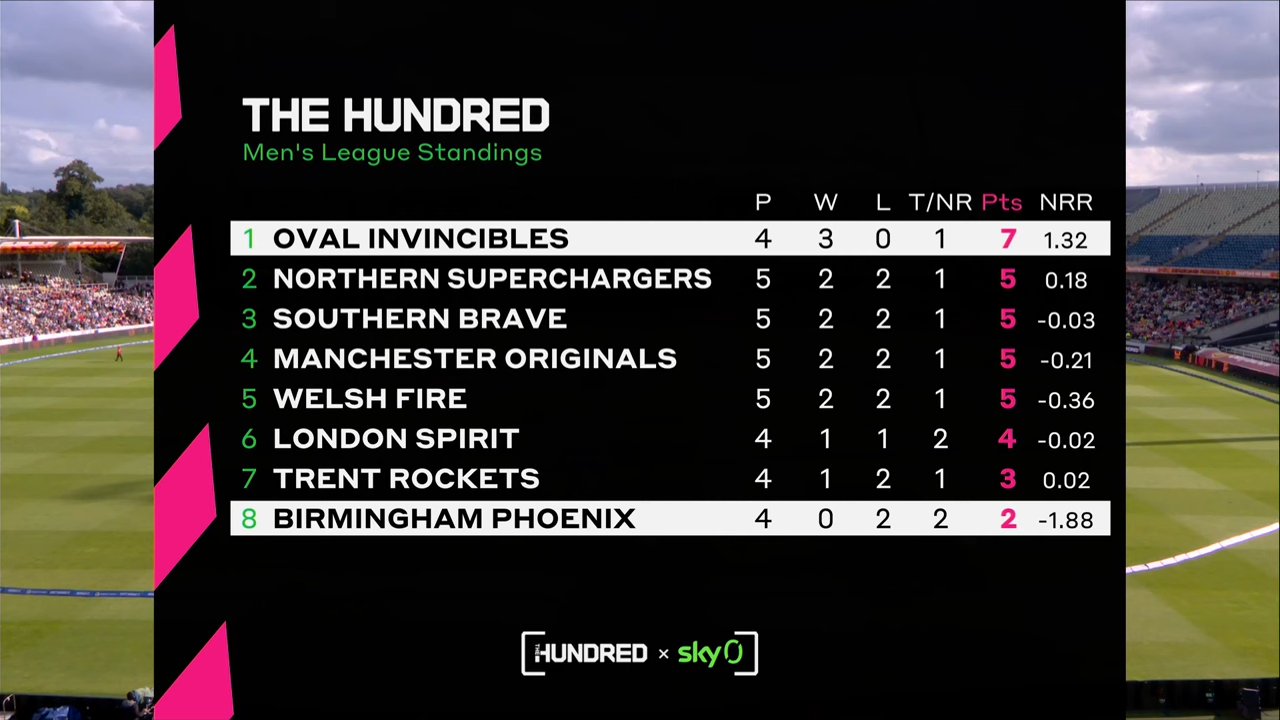 THE HUNDRED
Men's League Standings
P W L T/NR Pts NRR
1 OVAL INVINCIBLES 4 3 0 1 7 1.32
2 NORTHERN SUPERCHARGERS 5 2 2 1 5 0.18
3 SOUTHERN BRAVE 5 2 2 1 5 -0.03
4 MANCHESTER ORIGINALS 5 2 2 1 5 -0.21
5 WELSH FIRE 5 2 2 1 5 -0.36
6 LONDON SPIRIT 4 1 1 2 4 -0.02
7 TRENT ROCKETS 4 1 2 1 3 0.02
8 BIRMINGHAM PHOENIX 4 0 2 2 2 -1.88
THE HUNDRED × sky